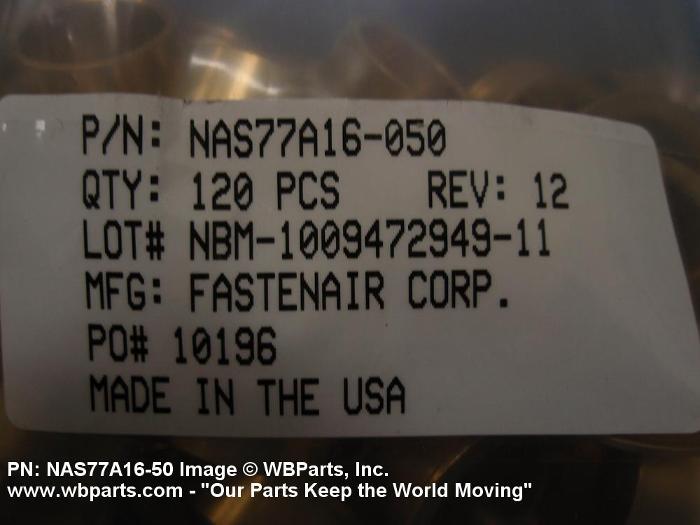 P/N: NAS77A16-050
QTY: 120 PCS REV: 12
LOT# NBM-1009472949-11
MFG: FASTENAIR CORP.
PO# 10196
MADE IN THE USA
PN: NAS77A16-50 Image © WBParts, Inc.
www.wbparts.com - "Our Parts Keep the World Moving"